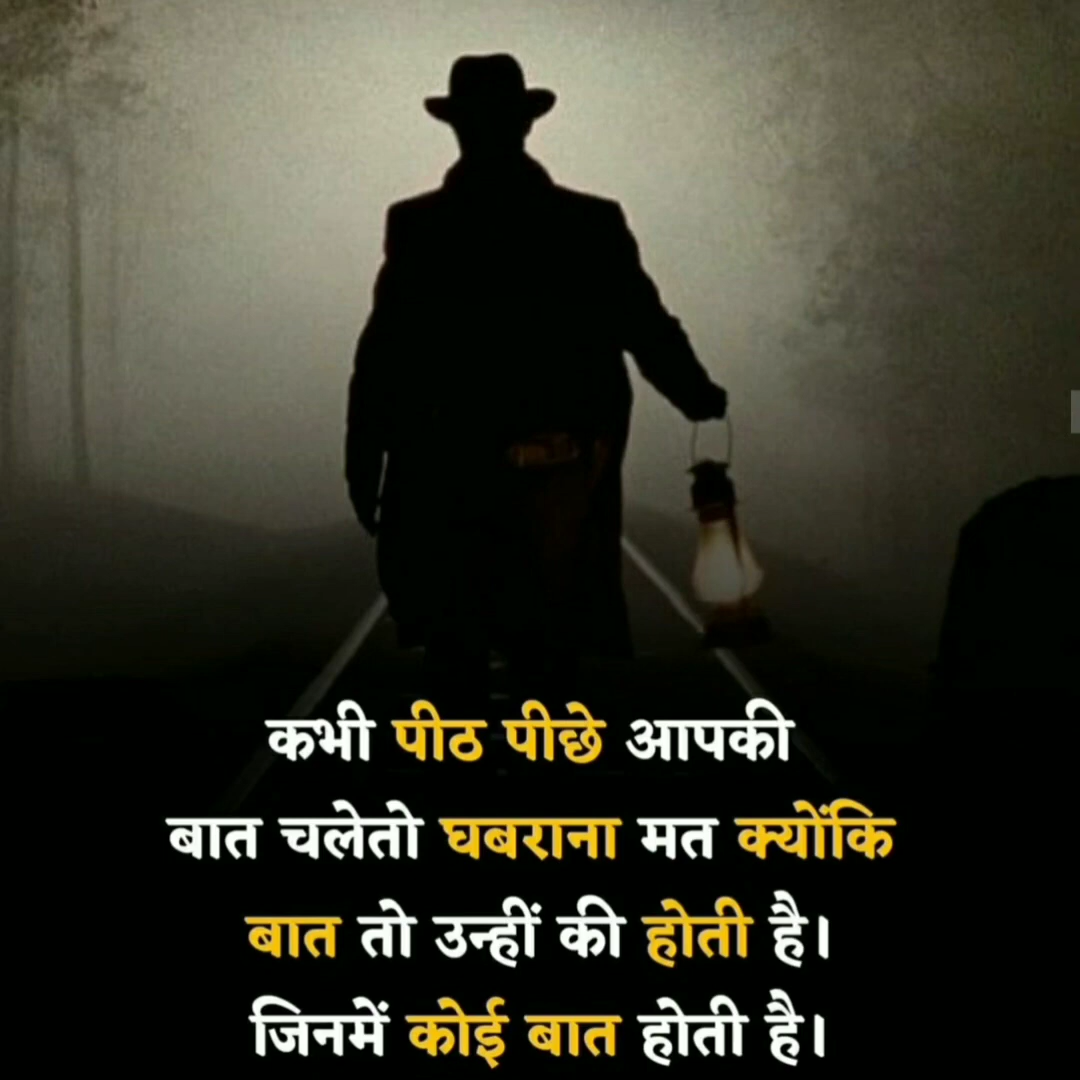 कभी पीठ पीछे आपकी
बात चलेतो घबराना मत क्योंकि
बात तो उन्हीं की होती है।
जिनमें कोई बात होती है।